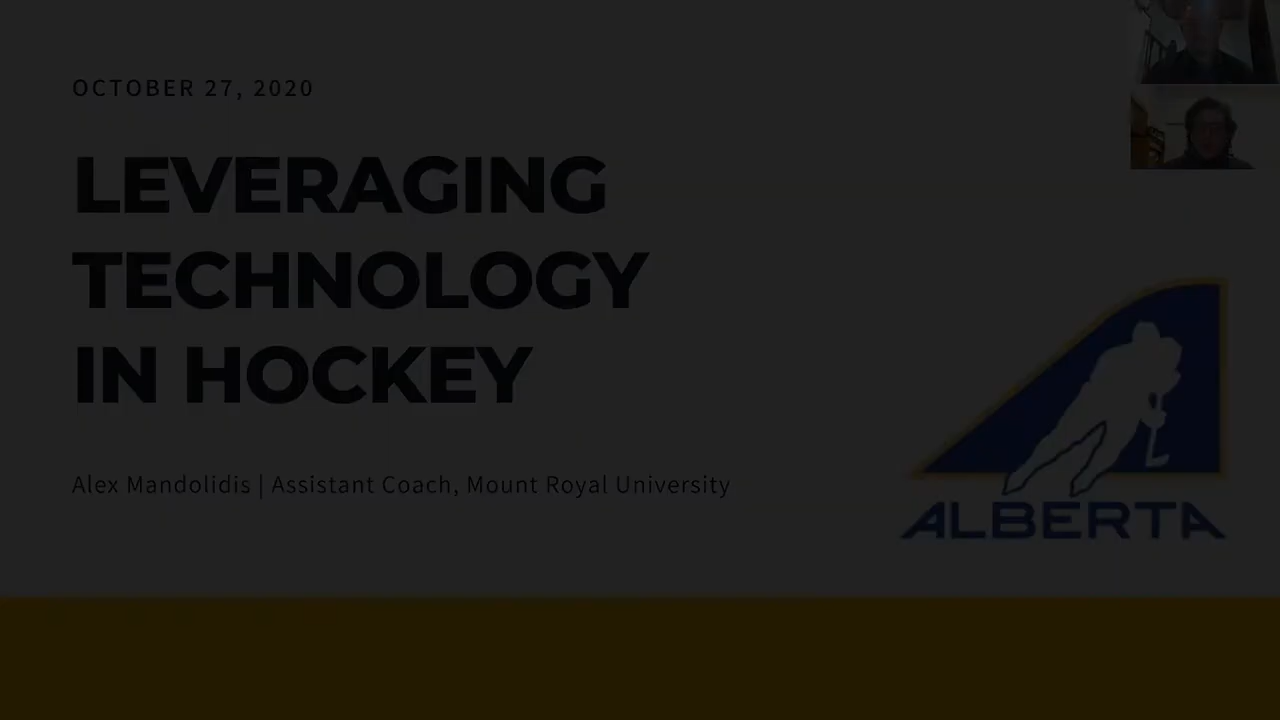 OCTOBER 27, 2020
LEVERAGING
TECHNOLOGY
IN HOCKEY
Alex Mandolidis | Assistant Coach, Mount Royal University
ALBERTA